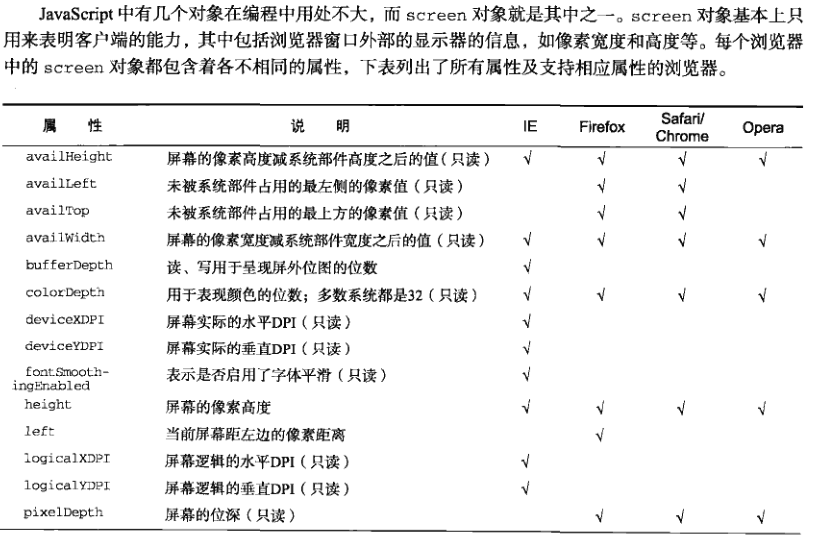 JavaScript 中有几个对象在编程中用处不大，而 screen 对象就是其中之一。screen 对象基本上只
用来表明客户端的能力，其中包括浏览器窗口外部的显示器的信息，如像素宽度和高度等。每个浏览器
中的 screen 对象都包含着各不相同的属性，下表列出了所有属性及支持相应属性的浏览器。
属 性 说 明 IE Firefox Safari/ Opera
Chrome
availHeight 屏幕的像素高度减系统部件高度之后的值（只读） √ √ √ √
availLeft 未被系统部件占用的最左侧的像素值（只读） √ √
availTop 未被系统部件占用的最上方的像素值（只读） √ √
availWidth 屏幕的像素宽度减系统部件宽度之后的值（只读） √ √ √ √
bufferDepth 读、写用于呈现屏外位图的位数 √
colorDepth 用于表现颜色的位数；多数系统都是32（只读） √ √ √ √
deviceXDPI 屏幕实际的水平DPI（只读） √
deviceYDPI 屏幕实际的垂直DPI（只读） √
fontSmooth- 表示是否启用了字体平滑（只读） √
ingEnabled
height 屏幕的像素高度 √ √ √ √
left 当前屏幕距左边的像素距离 √
logicalXDPI 屏幕逻辑的水平DPI（只读） √
logicalYDPI 屏幕逻辑的垂直DPI（只读） √
pixelDepth 屏幕的位深（只读） √ √ √